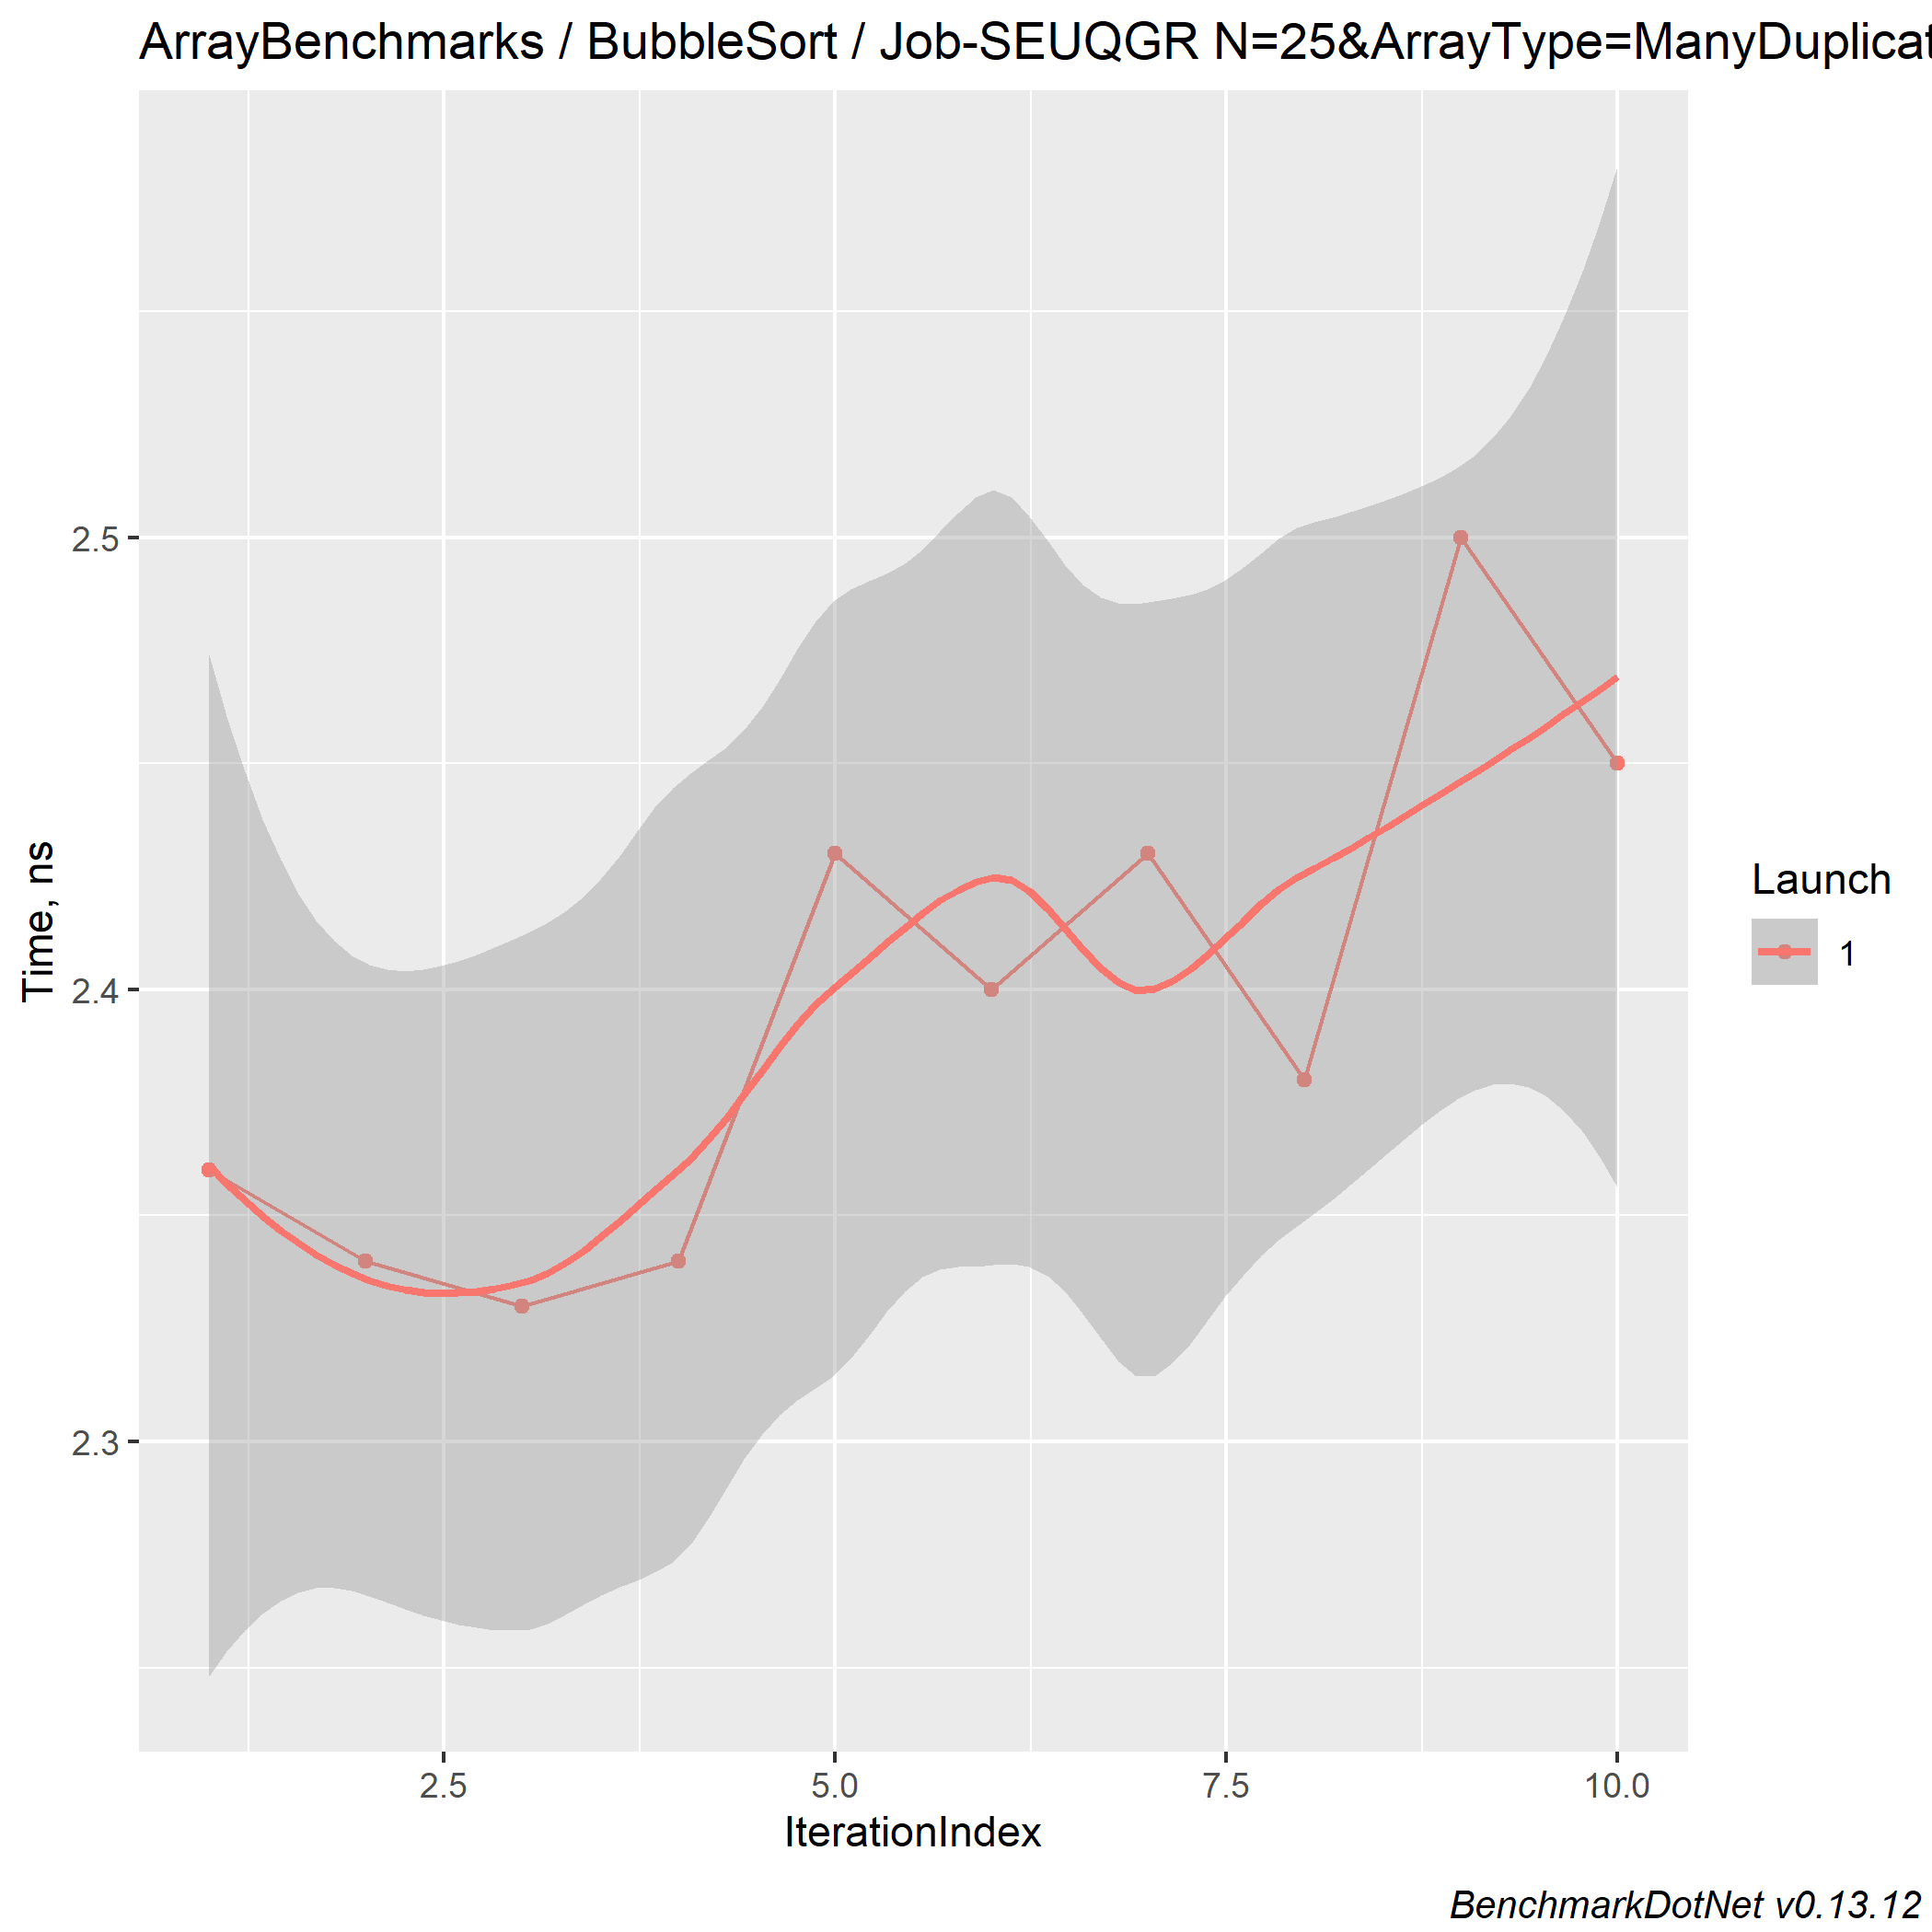 ArrayBenchmarks / BubbleSort / Job-SEUQGR N=25&ArrayType=ManyDuplicat
Time, ns
2.5
2.4
2.3
2.5
5.0
7.5
10.0
IterationIndex
Launch
1
BenchmarkDotNet v0.13.12